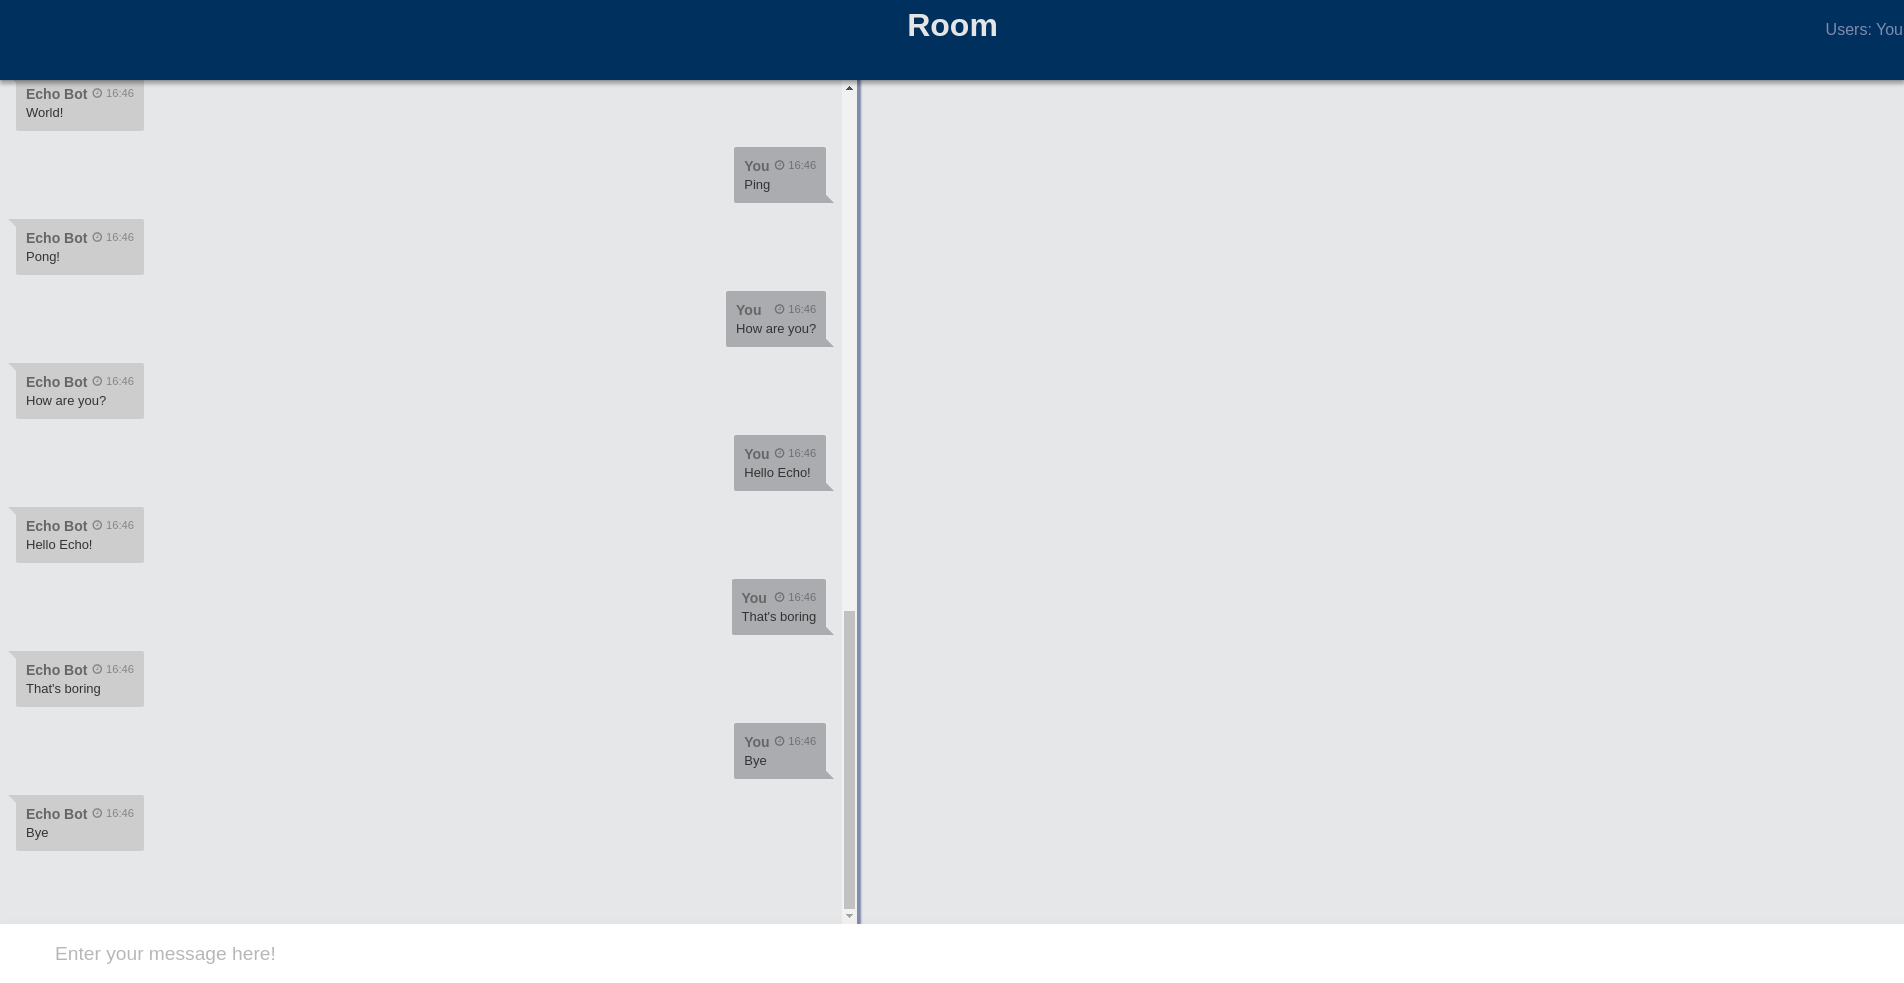 Room
Users: You
Echo Bot 16:46
World!
You 16:46
Ping
Echo Bot 16:46
Pong!
You 16:46
How are you?
Echo Bot 16:46
How are you?
You 16:46
Hello Echo!
Echo Bot 16:46
Hello Echo!
You 16:46
That's boring
Echo Bot 16:46
That's boring
You 16:46
Bye
Echo Bot 16:46
Bye
Enter your message here!